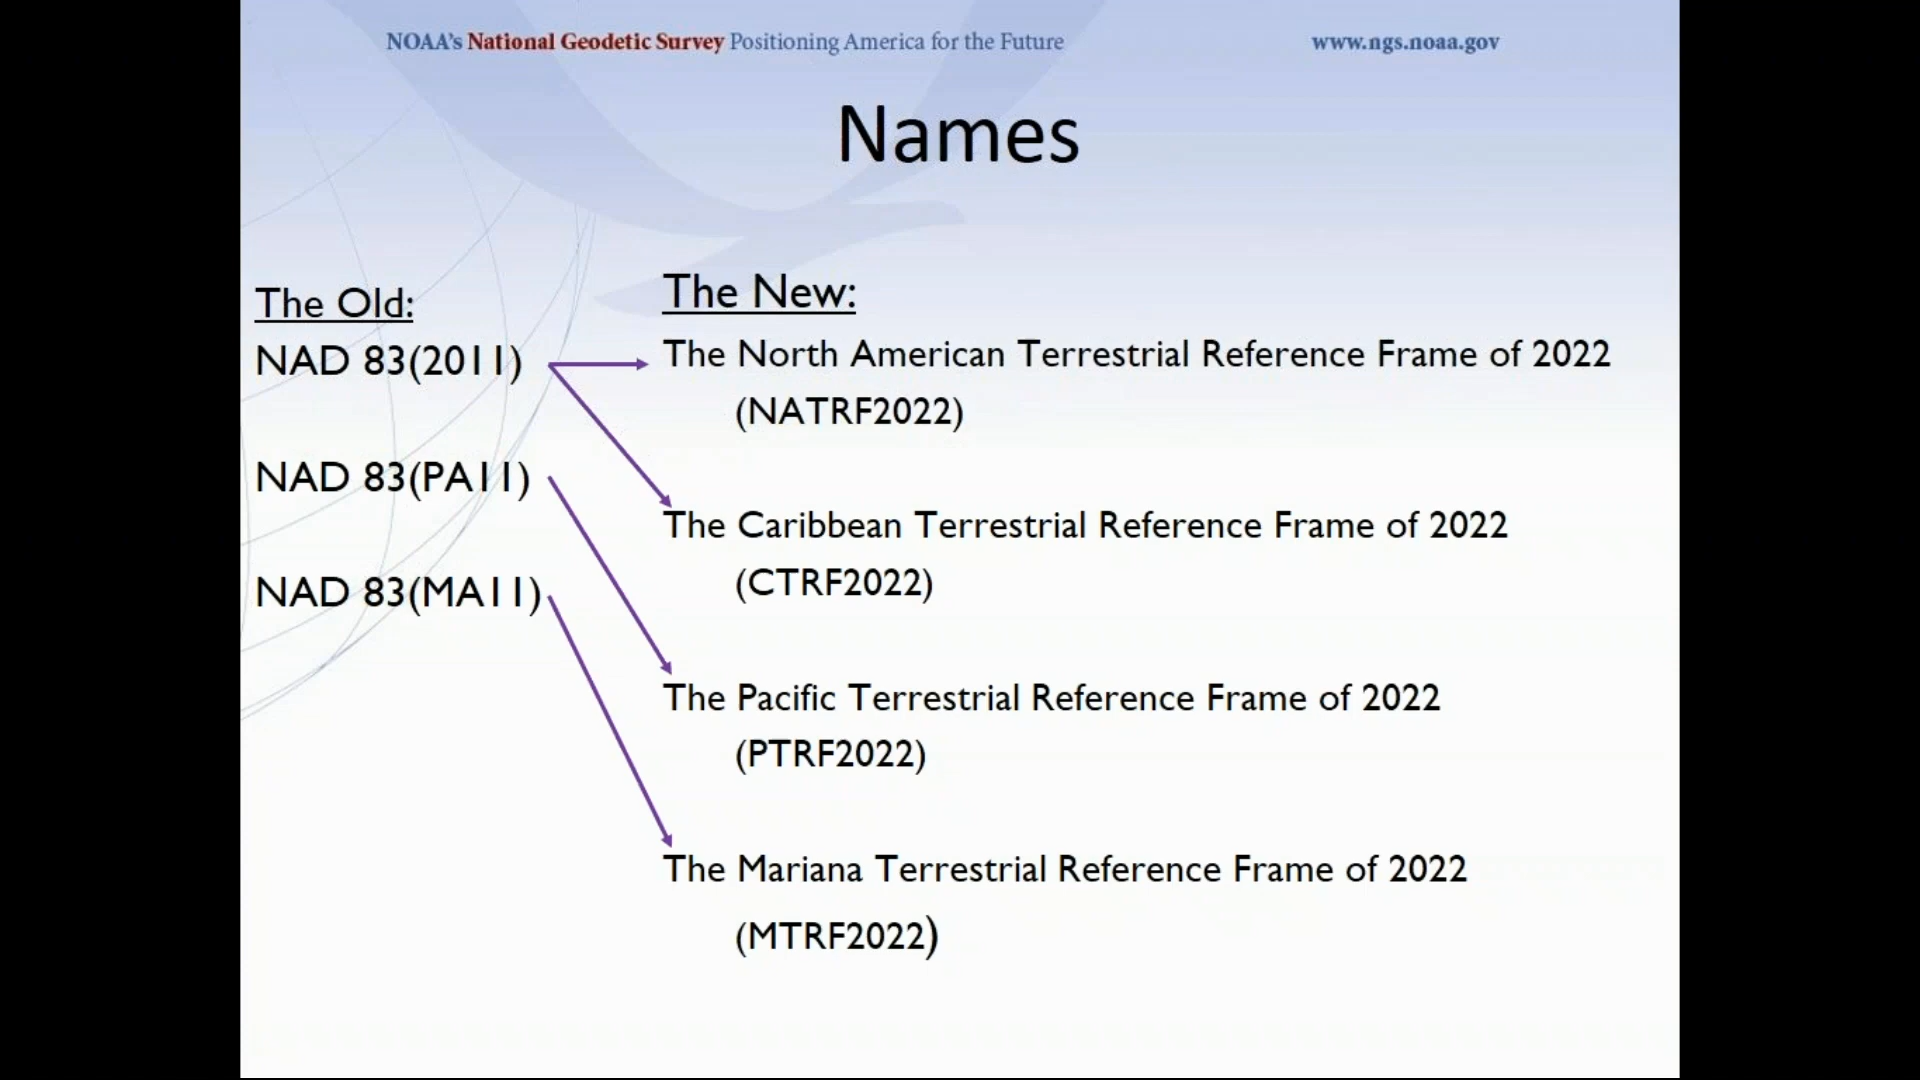 NOAA's National Geodetic Survey Positioning America for the Future
www.ngs.noaa.gov
Names
The Old:
NAD 83(2011)
NAD 83(PA11)
NAD 83(MA11)
The New:
The North American Terrestrial Reference Frame of 2022
(NATRF2022)
The Caribbean Terrestrial Reference Frame of 2022
(CTRF2022)
The Pacific Terrestrial Reference Frame of 2022
(PTRF2022)
The Mariana Terrestrial Reference Frame of 2022
(MTRF2022)